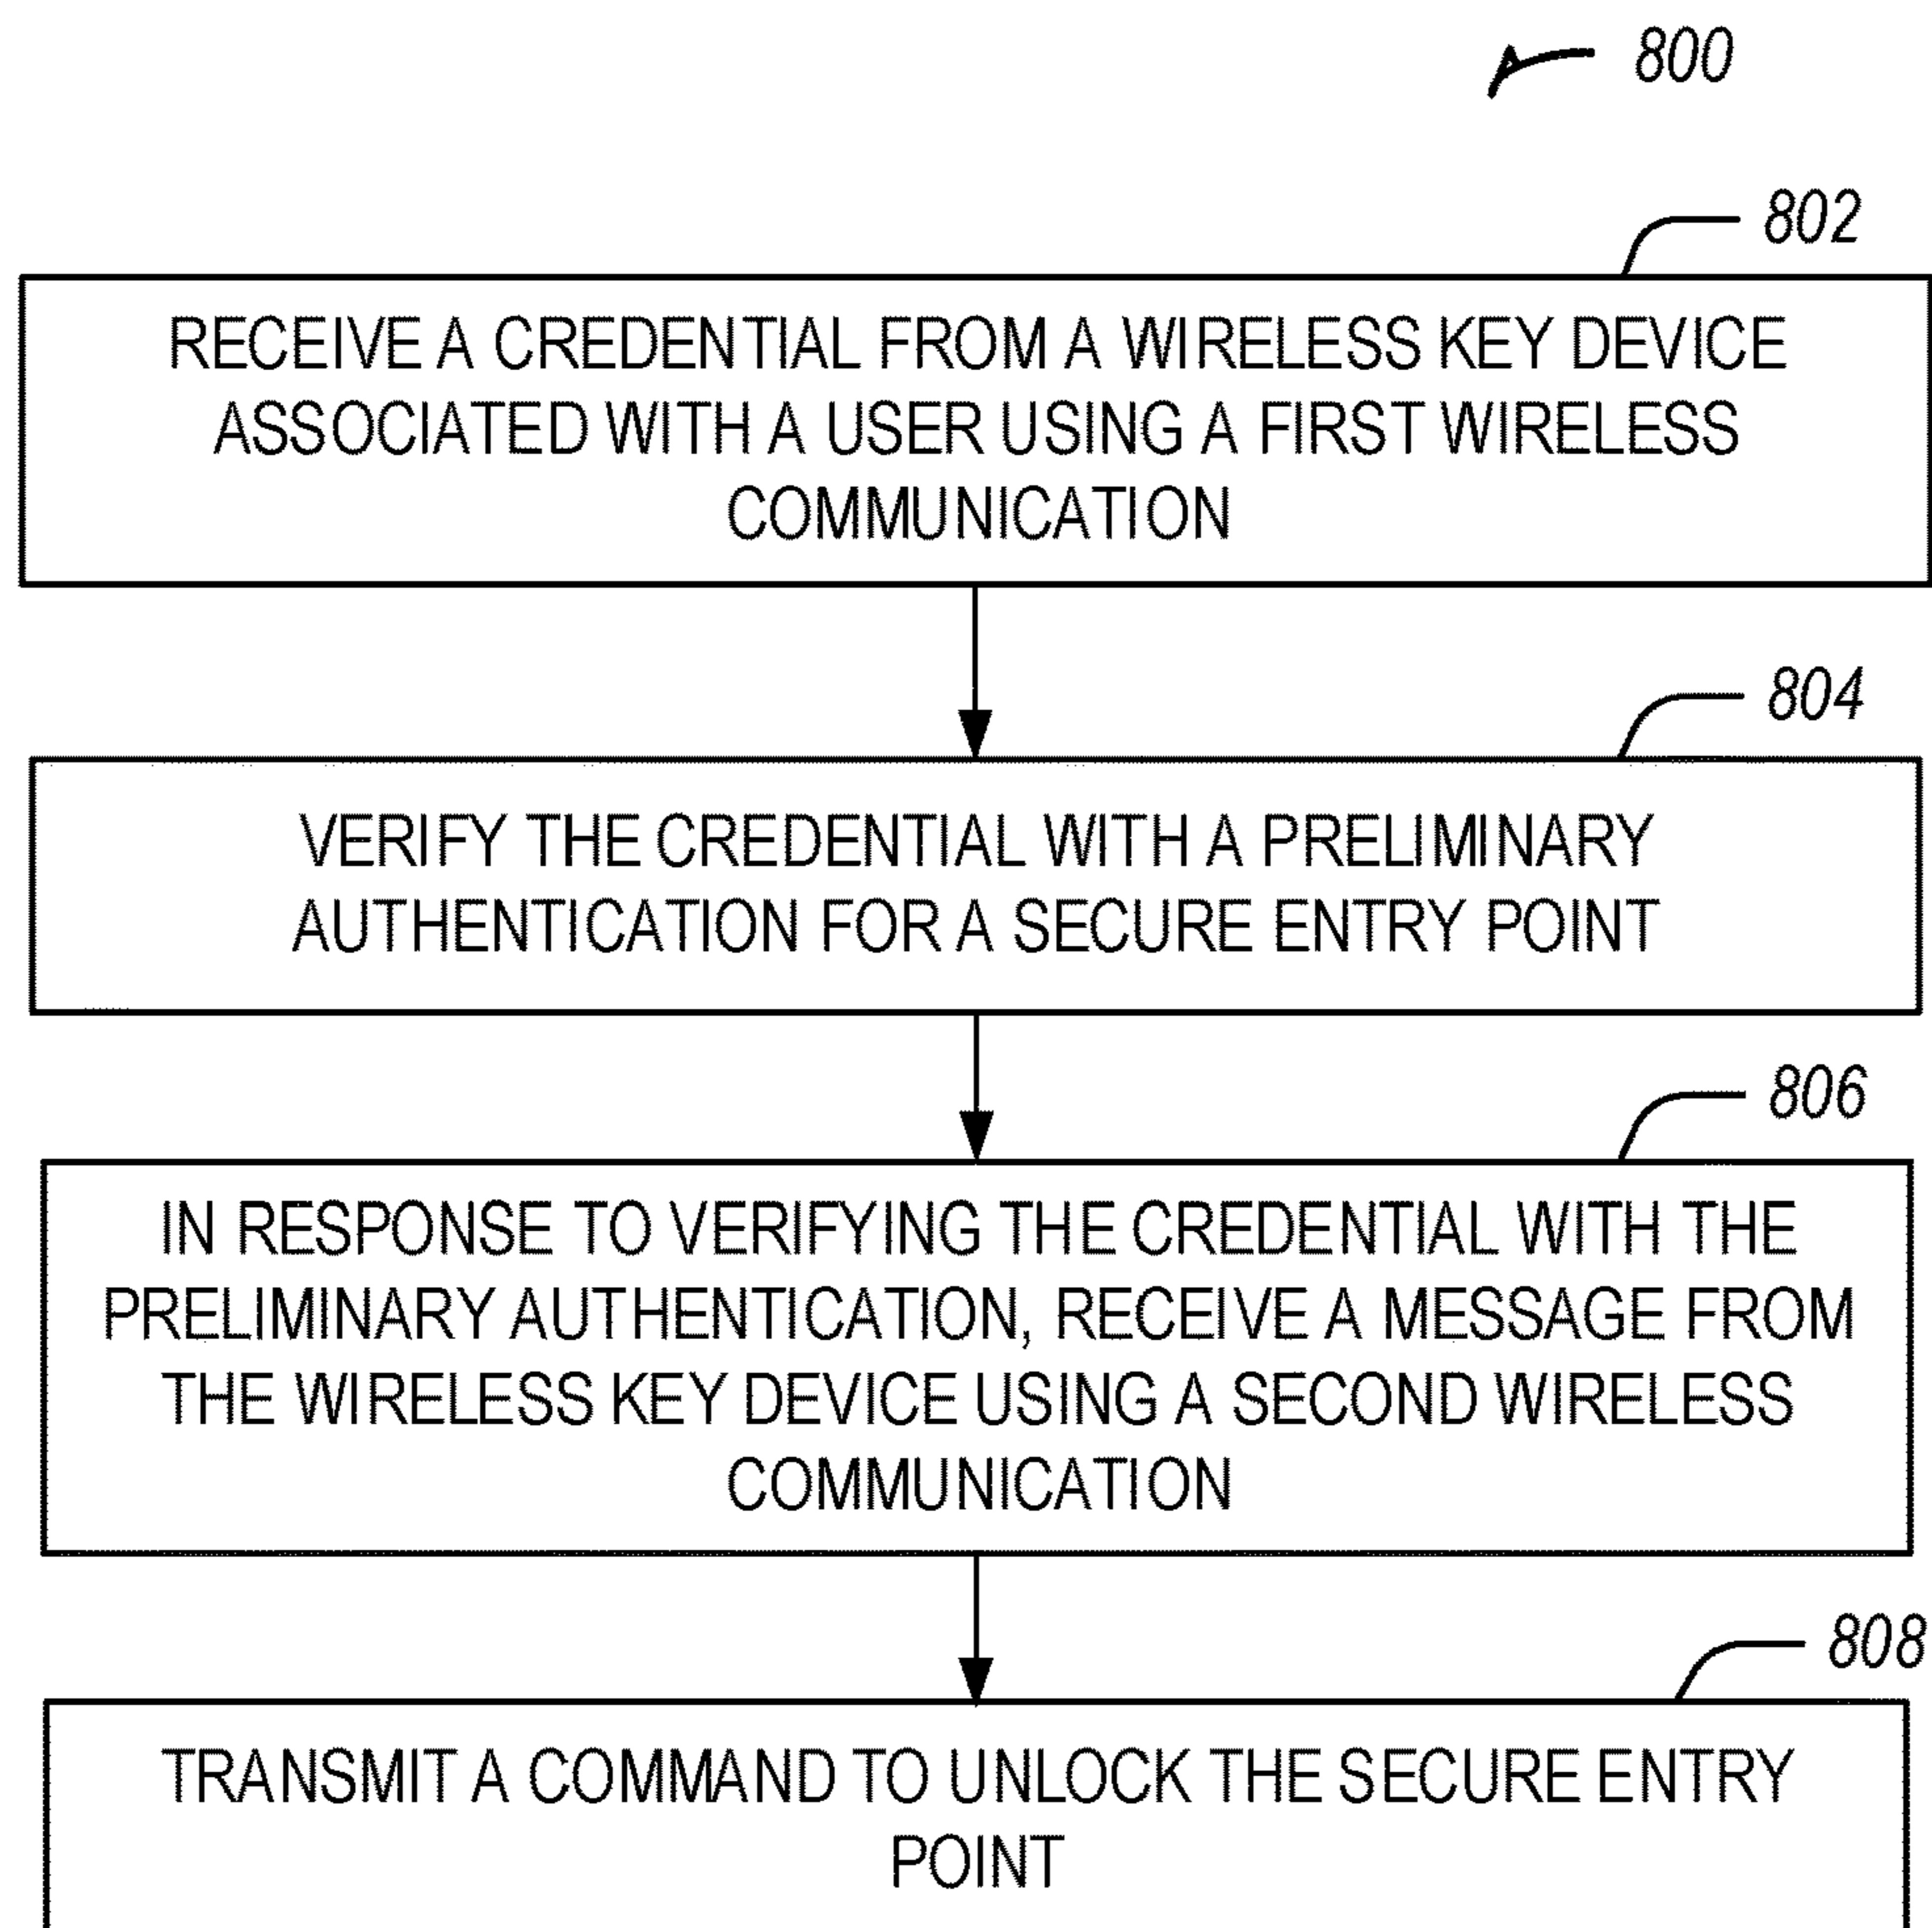 800
802
RECEIVE A CREDENTIAL FROM A WIRELESS KEY DEVICE
ASSOCIATED WITH A USER USING A FIRST WIRELESS
COMMUNICATION
804
VERIFY THE CREDENTIAL WITH A PRELIMINARY
AUTHENTICATION FOR A SECURE ENTRY POINT
806
IN RESPONSE TO VERIFYING THE CREDENTIAL WITH THE
PRELIMINARY AUTHENTICATION, RECEIVE A MESSAGE FROM
THE WIRELESS KEY DEVICE USING A SECOND WIRELESS
COMMUNICATION
808
TRANSMIT A COMMAND TO UNLOCK THE SECURE ENTRY
POINT